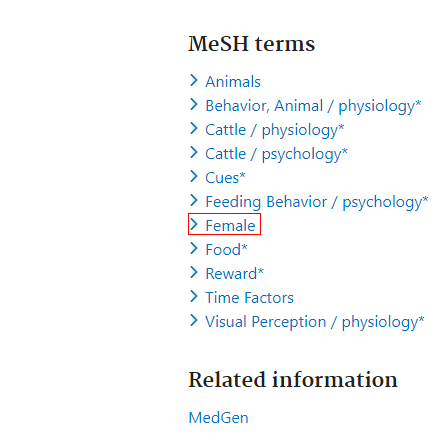 MeSH terms
Animals
Behavior, Animal / physiology*
Cattle / physiology*
Cattle / psychology*
Cues*
Feeding Behavior / psychology*
Female
Food*
Reward*
Time Factors
Visual Perception / physiology*
Related information
MedGen